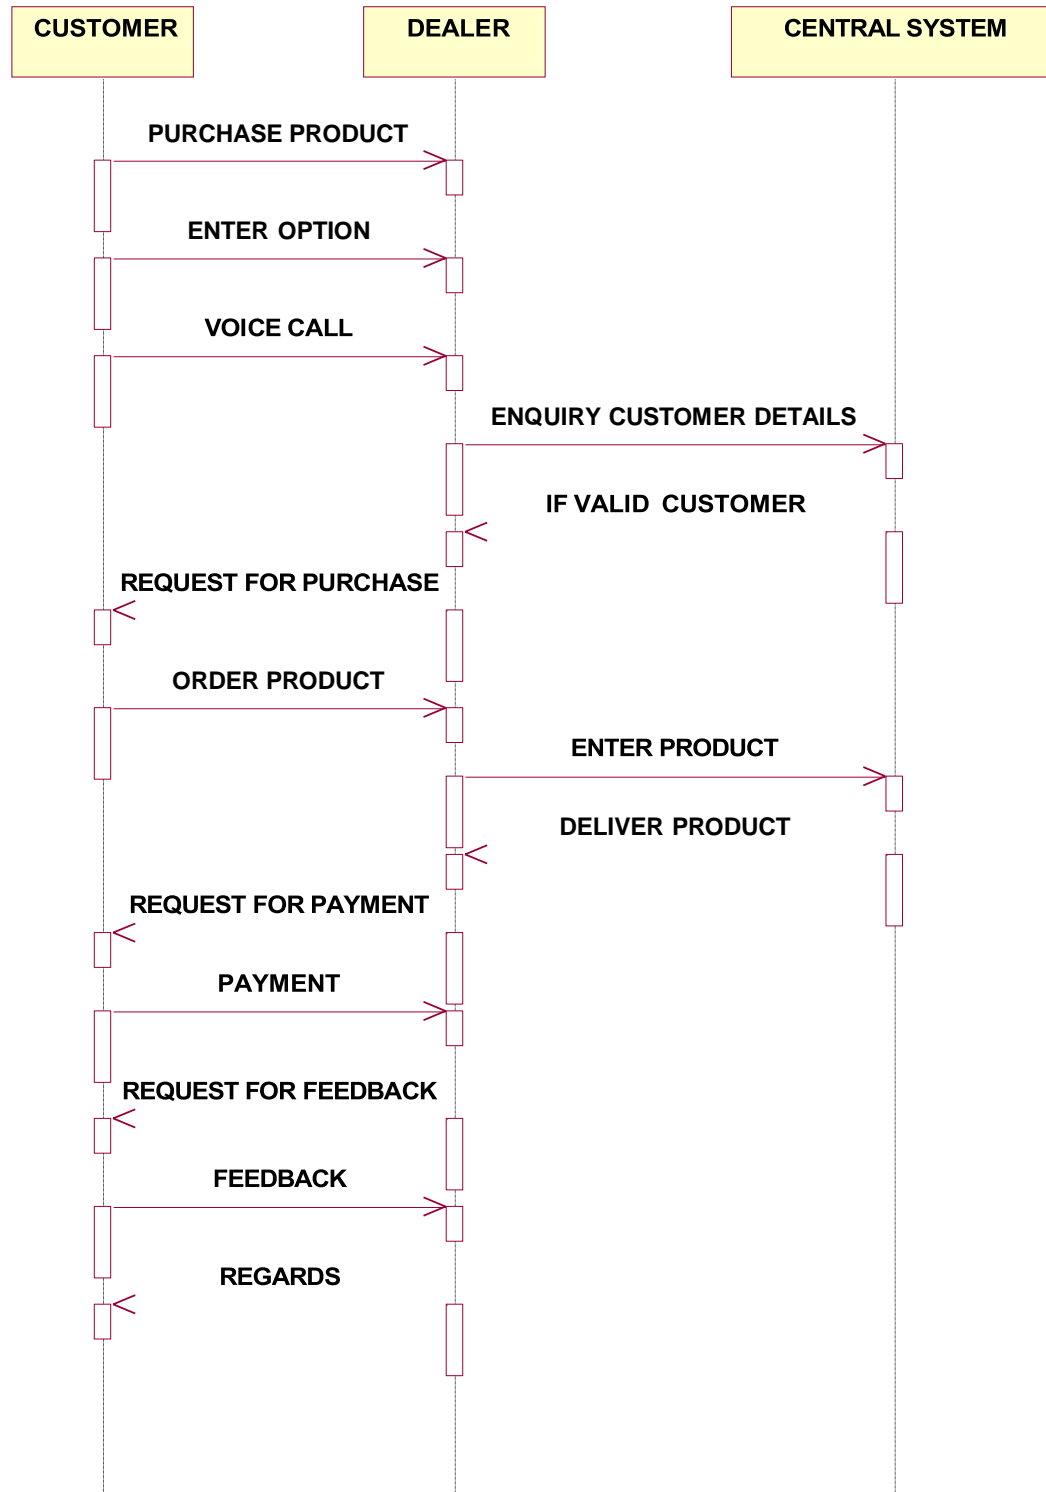 CUSTOMER
DEALER
CENTRAL SYSTEM
PURCHASE PRODUCT
ENTER OPTION
VOICE CALL
ENQUIRY CUSTOMER DETAILS
IF VALID CUSTOMER
REQUEST FOR PURCHASE
ORDER PRODUCT
ENTER PRODUCT
DELIVER PRODUCT
REQUEST FOR PAYMENT
PAYMENT
REQUEST FOR FEEDBACK
FEEDBACK
REGARDS